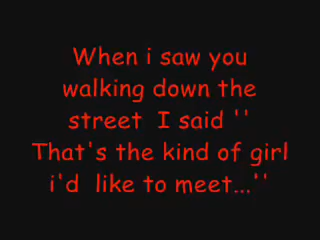 When i saw you
walking down the
street  I said ''
That's the kind of girl
i'd  like to meet...''